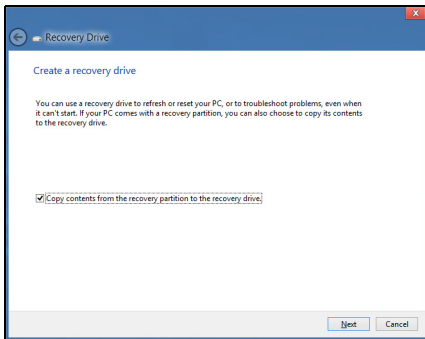 Recovery Drive
Create a recovery drive
You can use a recovery drive to refresh or reset your PC, or to troubleshoot problems, even when
it can't start. If your PC comes with a recovery partition, you can also choose to copy its contents
to the recovery drive.
Copy contents from the recovery partition to the recovery drive.
Next Cancel